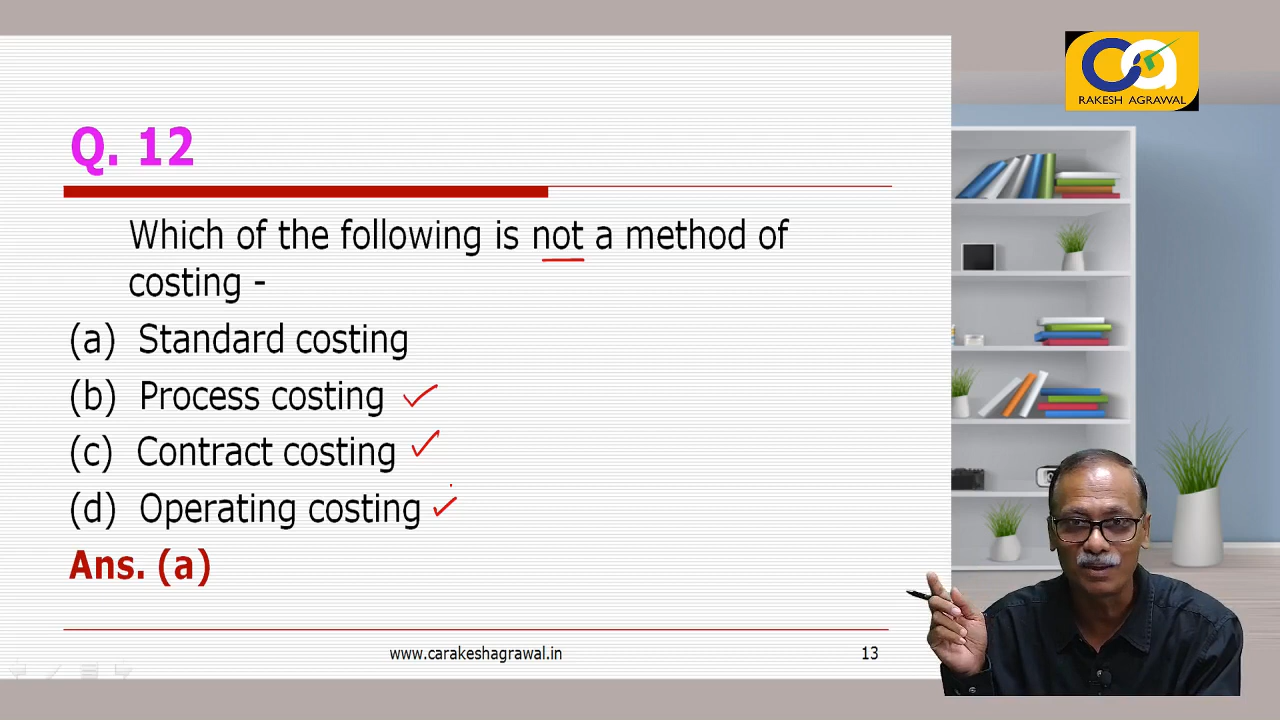 RAKESH AGRAWAL
Q. 12
Which of the following is not a method of
costing -
(a) Standard costing
(b) Process costing
(c) Contract costing
(d) Operating costing
Ans. (a)
www.carakeshagrawal.in 13